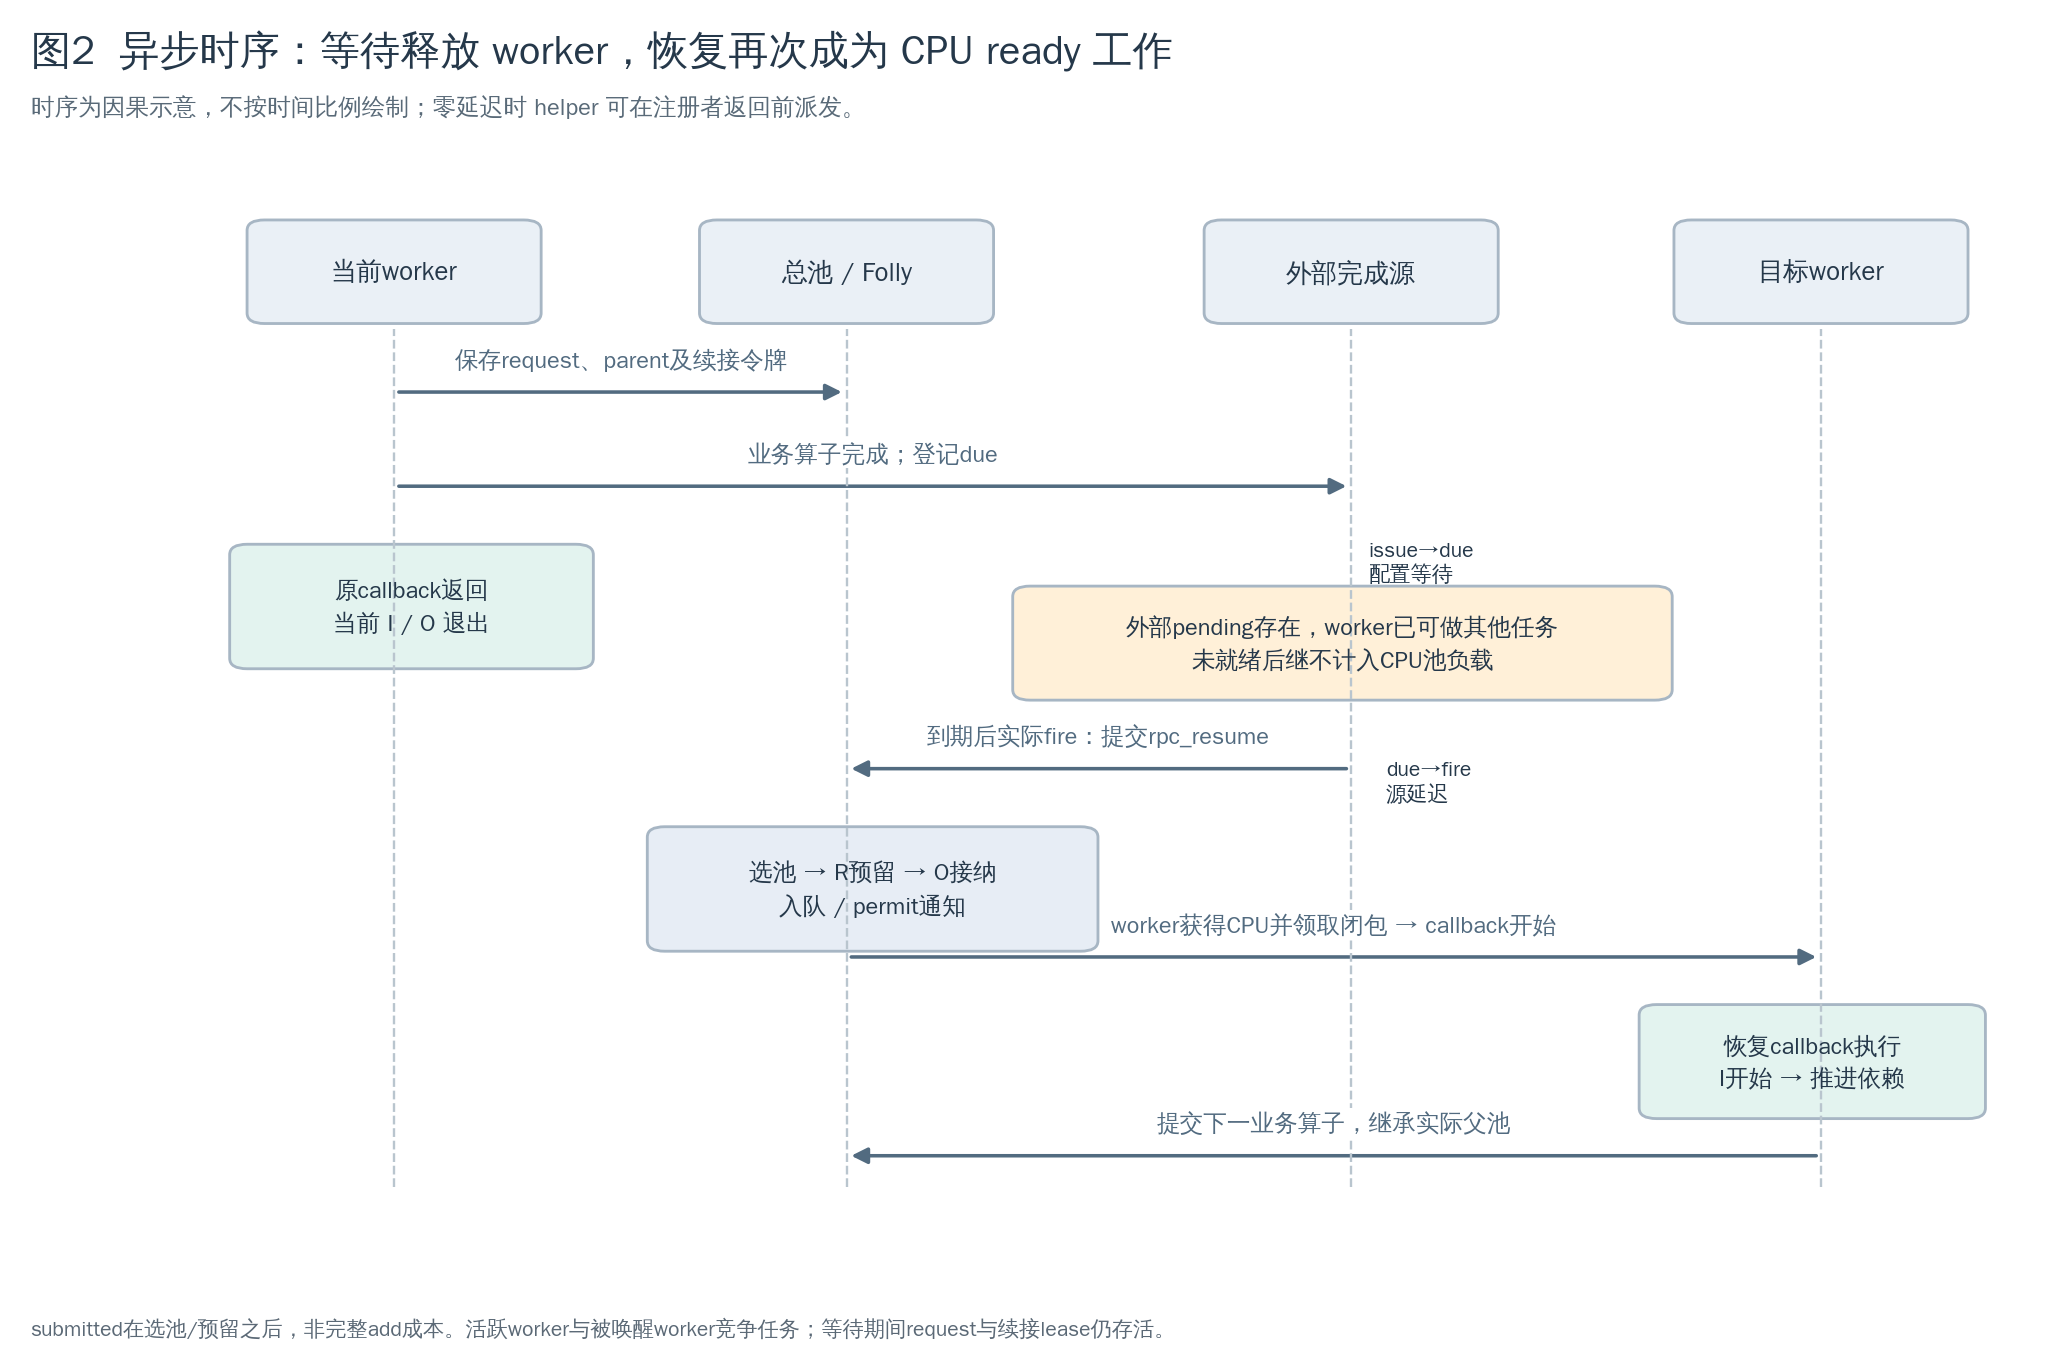 图2 异步时序：等待释放 worker，恢复再次成为 CPU ready 工作
时序为因果示意，不按时间比例绘制；零延迟时 helper 可在注册者返回前派发。
当前worker
总池 / Folly
外部完成源
目标worker
保存request、parent及续接令牌
业务算子完成；登记due
issue→due
配置等待
原callback返回
当前 I / O 退出
外部pending存在，worker已可做其他任务
未就绪后继不计入CPU池负载
到期后实际fire：提交rpc_resume
due→fire
源延迟
选池 → R预留 → O接纳
入队 / permit通知
worker获得CPU并领取闭包 → callback开始
恢复callback执行
I开始 → 推进依赖
提交下一业务算子，继承实际父池
submitted在选池/预留之后，非完整add成本。活跃worker与被唤醒worker竞争任务；等待期间request与续接lease仍存活。